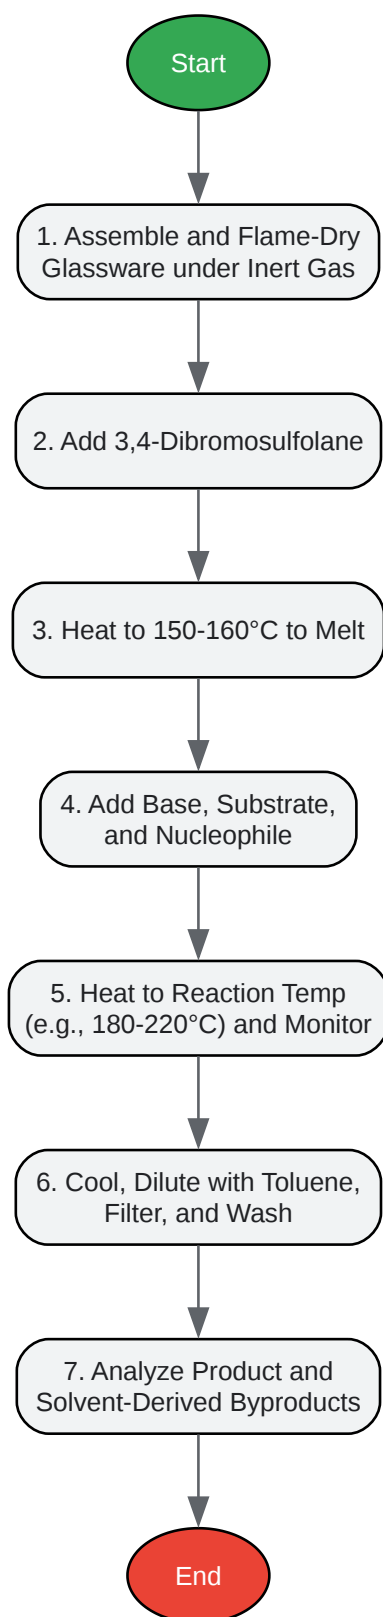 Start
1. Assemble and Flame-Dry
Glassware under Inert Gas
2. Add 3,4-Dibromosulfolane
3. Heat to 150-160°C to Melt
4. Add Base, Substrate,
and Nucleophile
5. Heat to Reaction Temp
(e.g., 180-220°C) and Monitor
6. Cool, Dilute with Toluene,
Filter, and Wash
7. Analyze Product and
Solvent-Derived Byproducts
End